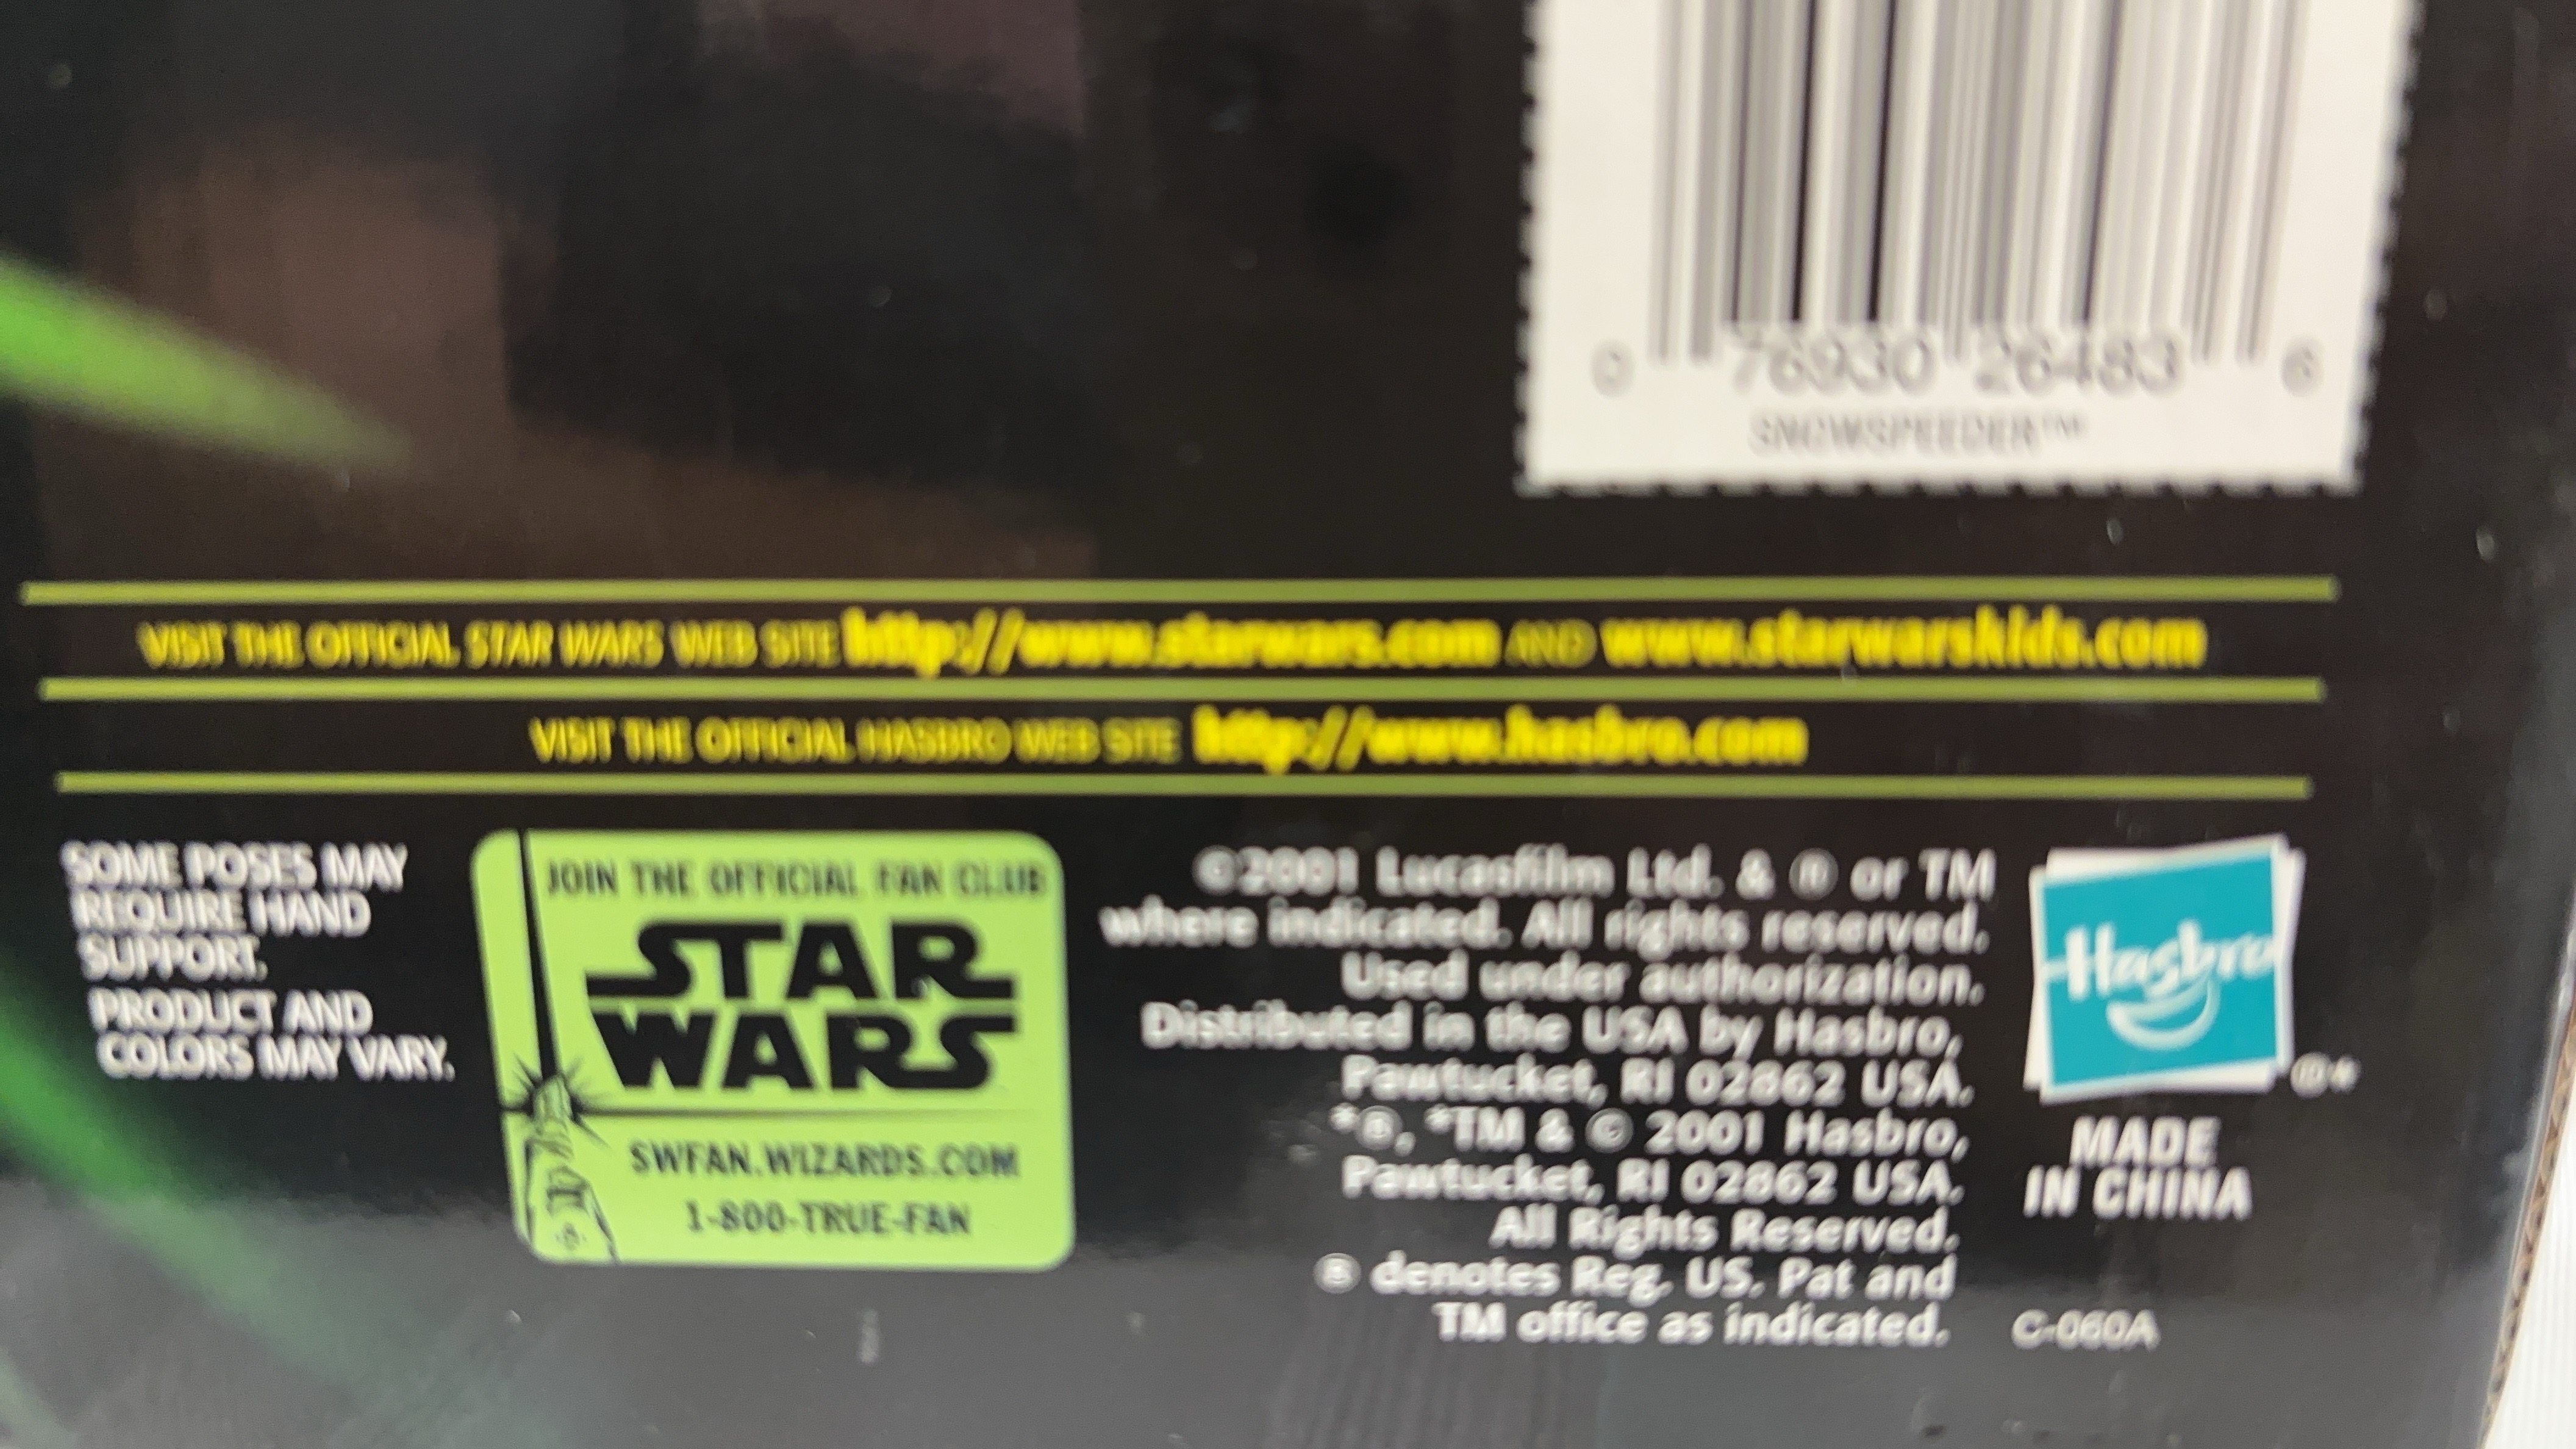 0 76930 26483 6
SNOWSPEEDER™
VISIT THE OFFICIAL STAR WARS WEB SITE http://www.starwars.com AND www.starwarskids.com
VISIT THE OFFICIAL HASBRO WEB SITE http://www.hasbro.com
SOME POSES MAY
REQUIRE HAND
SUPPORT.
PRODUCT AND
COLORS MAY VARY.
JOIN THE OFFICIAL FAN CLUB
STAR
WARS
SWFAN.WIZARDS.COM
1-800-TRUE-FAN
©2001 Lucasfilm Ltd. & ® or TM
where indicated. All rights reserved.
Used under authorization.
Distributed in the USA by Hasbro,
Pawtucket, RI 02862 USA.
*®, *TM & © 2001 Hasbro,
Pawtucket, RI 02862 USA.
All Rights Reserved.
® denotes Reg. US. Pat and
TM office as indicated.
Hasbro
®*
MADE
IN CHINA
C-060A